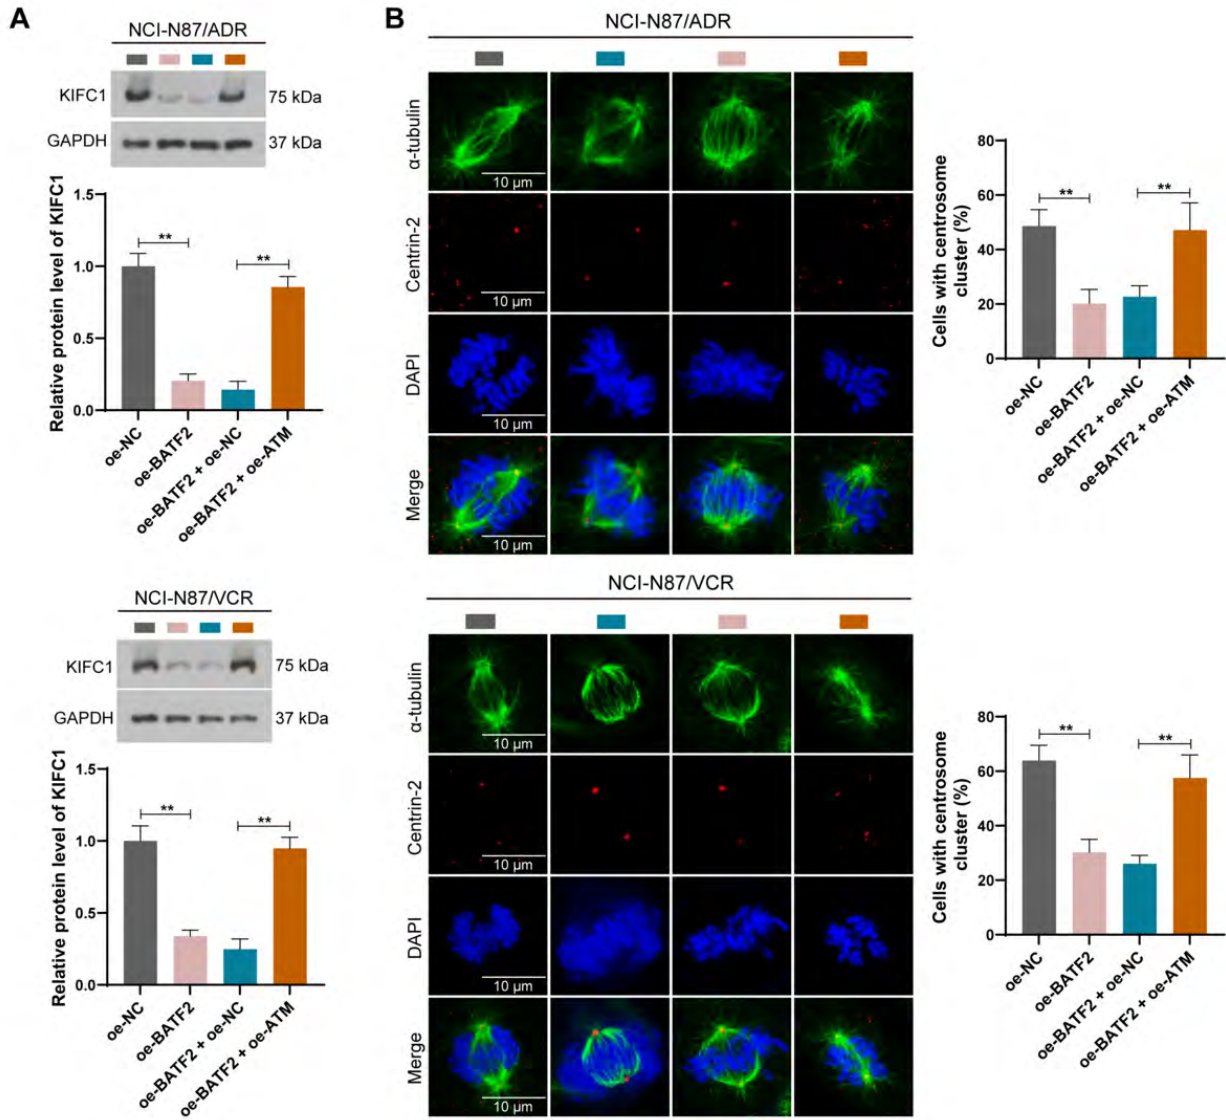 A
NCI-N87/ADR
KIFC1
75 kDa
GAPDH
37 kDa
Relative protein level of KIFC1
1.5
1.0
0.5
0.0
**
**
oe-NC
oe-BATF2
oe-BATF2 + oe-NC
oe-BATF2 + oe-ATM
NCI-N87/VCR
KIFC1
75 kDa
GAPDH
37 kDa
Relative protein level of KIFC1
1.5
1.0
0.5
0.0
**
**
oe-NC
oe-BATF2
oe-BATF2 + oe-NC
oe-BATF2 + oe-ATM
B
NCI-N87/ADR
α-tubulin
10 µm
Centrin-2
10 µm
DAPI
10 µm
Merge
10 µm
Cells with centrosome
cluster (%)
80
60
40
20
0
**
**
oe-NC
oe-BATF2
oe-BATF2 + oe-NC
oe-BATF2 + oe-ATM
NCI-N87/VCR
α-tubulin
10 µm
Centrin-2
10 µm
DAPI
10 µm
Merge
10 µm
Cells with centrosome
cluster (%)
80
60
40
20
0
**
**
oe-NC
oe-BATF2
oe-BATF2 + oe-NC
oe-BATF2 + oe-ATM